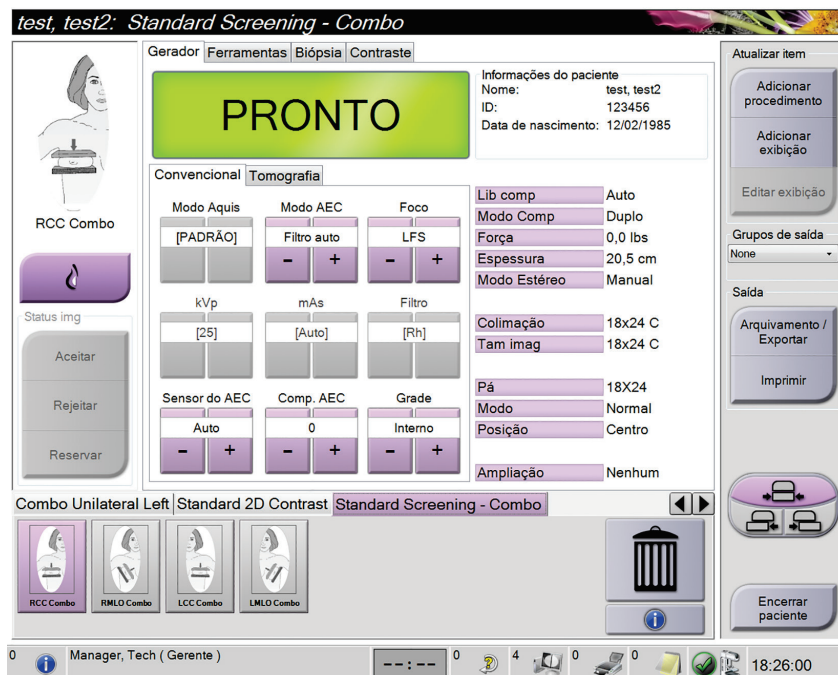 test, test2: Standard Screening - Combo
Gerador Ferramentas Biópsia Contraste
PRONTO
Informações do paciente
Nome: test, test2
ID: 123456
Data de nascimento: 12/02/1985
RCC Combo
Status img
Aceitar
Rejeitar
Reservar
Convencional Tomografia
Modo Aquis Modo AEC Foco
[PADRÃO] Filtro auto LFS
- + - +
kVp mAs Filtro
[25] [Auto] [Rh]
Sensor do AEC Comp. AEC Grade
Auto 0 Interno
- + - + - +
Lib comp Auto
Modo Comp Duplo
Força 0,0 lbs
Espessura 20,5 cm
Modo Estéreo Manual
Colimação 18x24 C
Tam imag 18x24 C
Pá 18X24
Modo Normal
Posição Centro
Ampliação Nenhum
Atualizar item
Adicionar
procedimento
Adicionar
exibição
Editar exibição
Grupos de saída
None
Saída
Arquivamento /
Exportar
Imprimir
Combo Unilateral Left Standard 2D Contrast Standard Screening - Combo
RCC Combo RMLO Combo LCC Combo LMLO Combo
Encerrar
paciente
0 Manager, Tech ( Gerente ) --:-- 0 4 0 0 18:26:00